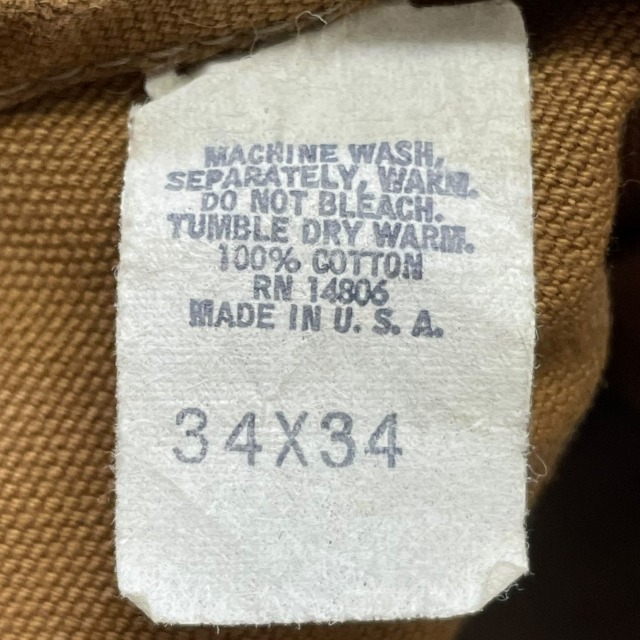 MACHINE WASH,
SEPARATELY, WARM.
DO NOT BLEACH.
TUMBLE DRY WARM.
100% COTTON
RN 14806
MADE IN U. S. A.
34X34